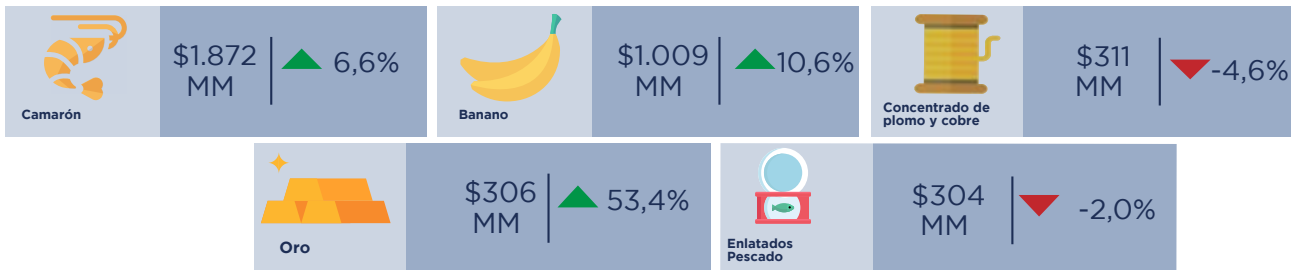 Camarón
$1.872
MM
6,6%
Banano
$1.009
MM
10,6%
Concentrado de
plomo y cobre
$311
MM
-4,6%
Oro
$306
MM
53,4%
Enlatados
Pescado
$304
MM
-2,0%